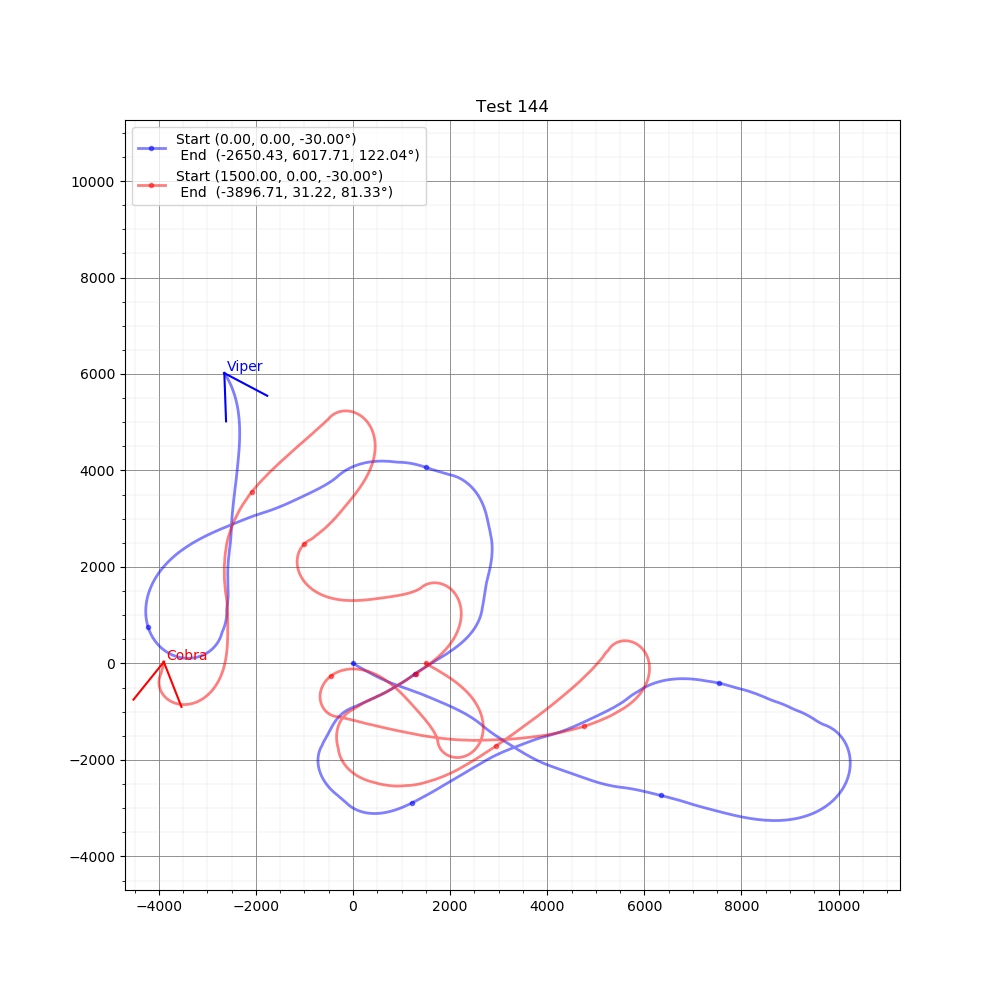 Test 144
Start (0.00, 0.00, -30.00°)
End (-2650.43, 6017.71, 122.04°)
Start (1500.00, 0.00, -30.00°)
End (-3896.71, 31.22, 81.33°)
10000
8000
6000
4000
2000
0
−2000
−4000
Viper
Cobra
−4000 −2000 0 2000 4000 6000 8000 10000